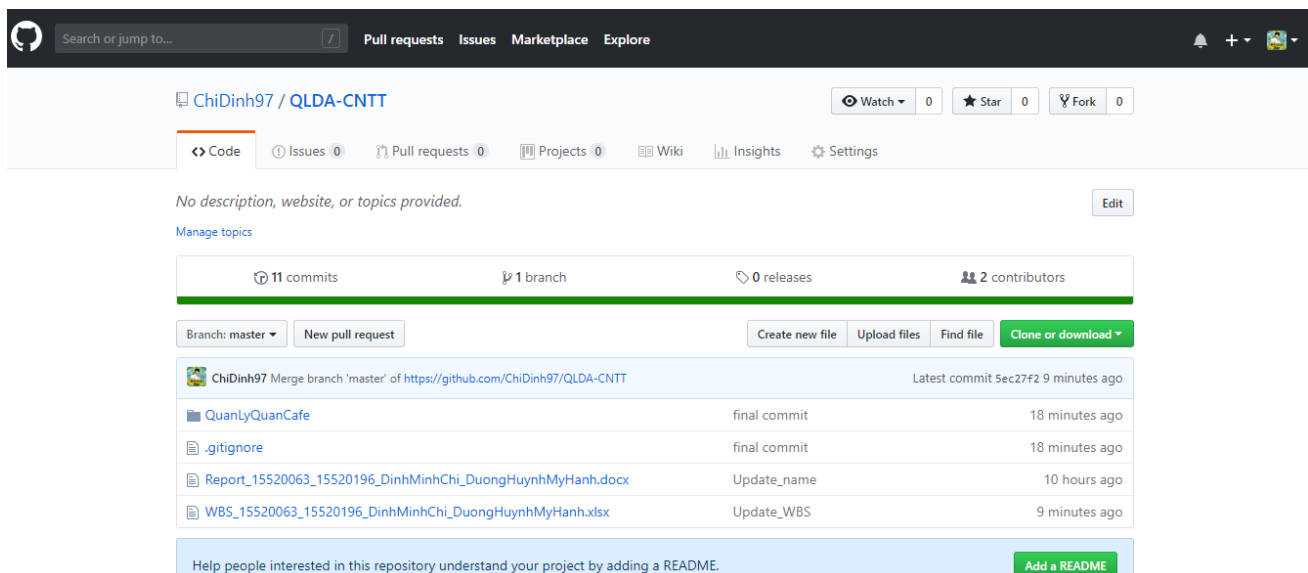 Search or jump to... / Pull requests Issues Marketplace Explore
ChiDinh97 / QLDA-CNTT Watch 0 Star 0 Fork 0
Code Issues 0 Pull requests 0 Projects 0 Wiki Insights Settings
No description, website, or topics provided. Edit
Manage topics
11 commits 1 branch 0 releases 2 contributors
Branch: master New pull request Create new file Upload files Find file Clone or download
ChiDinh97 Merge branch 'master' of https://github.com/ChiDinh97/QLDA-CNTT Latest commit 5ec27f2 9 minutes ago
QuanLyQuanCafe final commit 18 minutes ago
.gitignore final commit 18 minutes ago
Report_15520063_15520196_DinhMinhChi_DuongHuynhMyHanh.docx Update_name 10 hours ago
WBS_15520063_15520196_DinhMinhChi_DuongHuynhMyHanh.xlsx Update_WBS 9 minutes ago
Help people interested in this repository understand your project by adding a README. Add a README